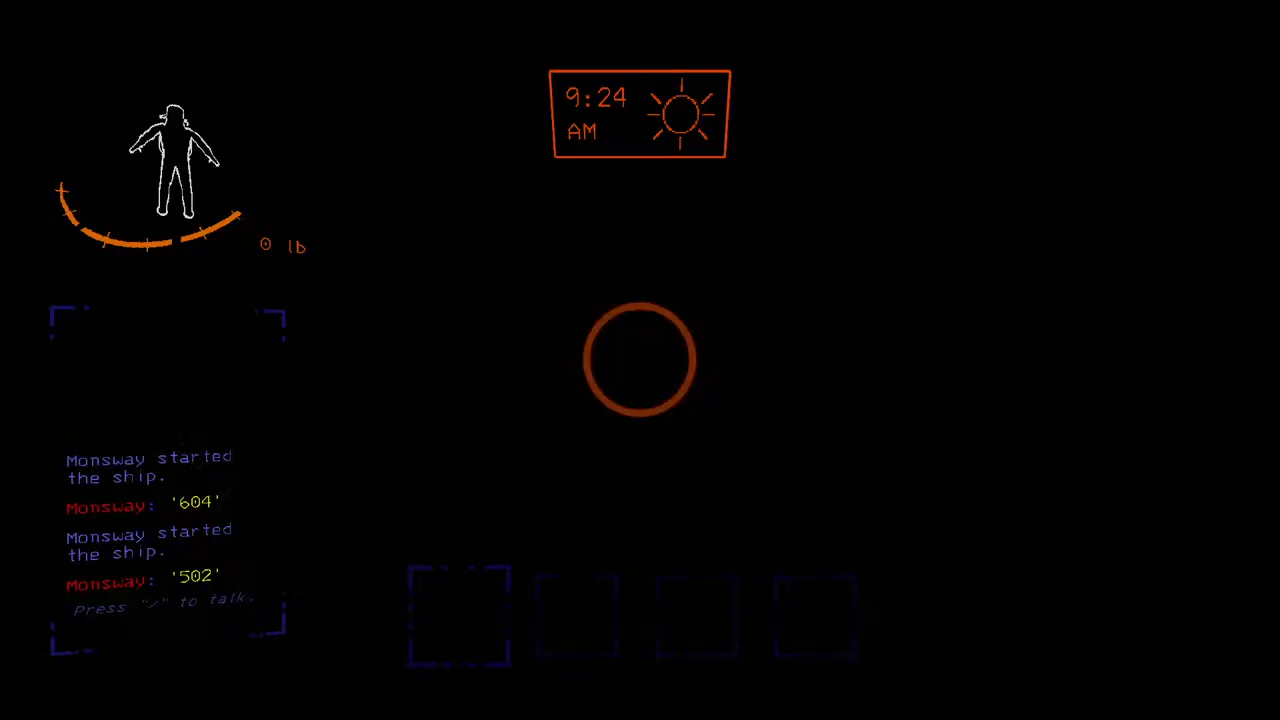 9:24
AM
0 lb
Monsway started
the ship.
Monsway: '604'
Monsway started
the ship.
Monsway: '502'
Press "/" to talk.